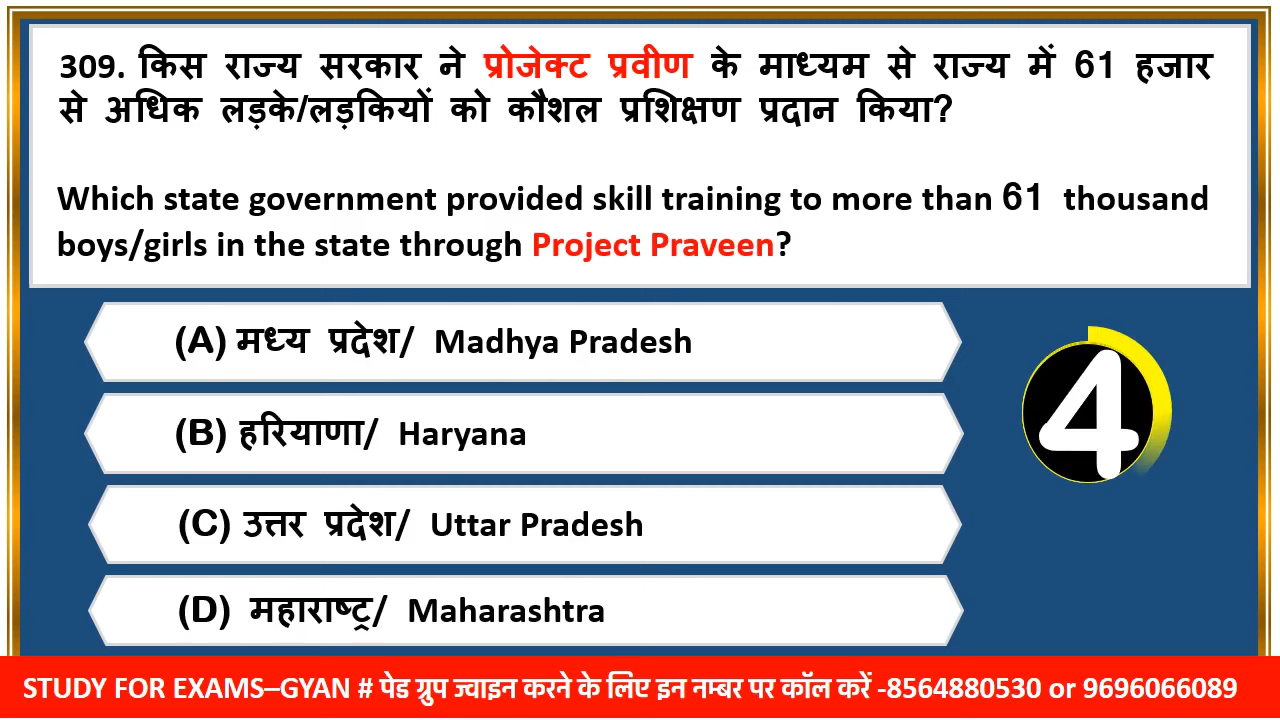 309. किस राज्य सरकार ने प्रोजेक्ट प्रवीण के माध्यम से राज्य में 61 हजार
से अधिक लड़के/लड़कियों को कौशल प्रशिक्षण प्रदान किया?
Which state government provided skill training to more than 61 thousand
boys/girls in the state through Project Praveen?
(A) मध्य प्रदेश/ Madhya Pradesh
(B) हरियाणा/ Haryana
(C) उत्तर प्रदेश/ Uttar Pradesh
(D) महाराष्ट्र/ Maharashtra
4
STUDY FOR EXAMS–GYAN # पेड ग्रुप ज्वाइन करने के लिए इन नम्बर पर कॉल करें -8564880530 or 9696066089